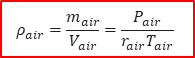 ρ_air = m_air / V_air = P_air / (r_air T_air)